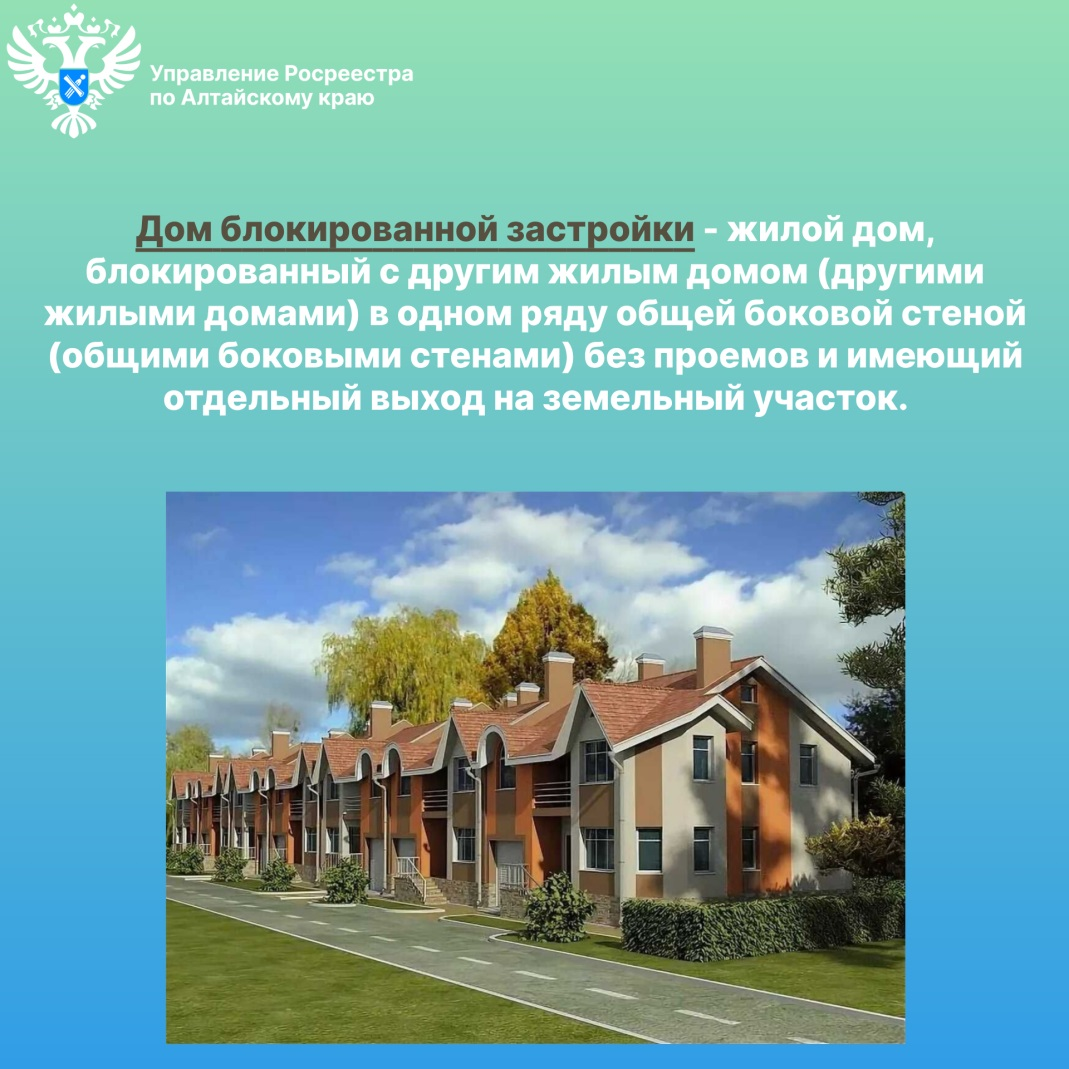 Управление Росреестра
по Алтайскому краю
Дом блокированной застройки - жилой дом,
блокированный с другим жилым домом (другими
жилыми домами) в одном ряду общей боковой стеной
(общими боковыми стенами) без проемов и имеющий
отдельный выход на земельный участок.